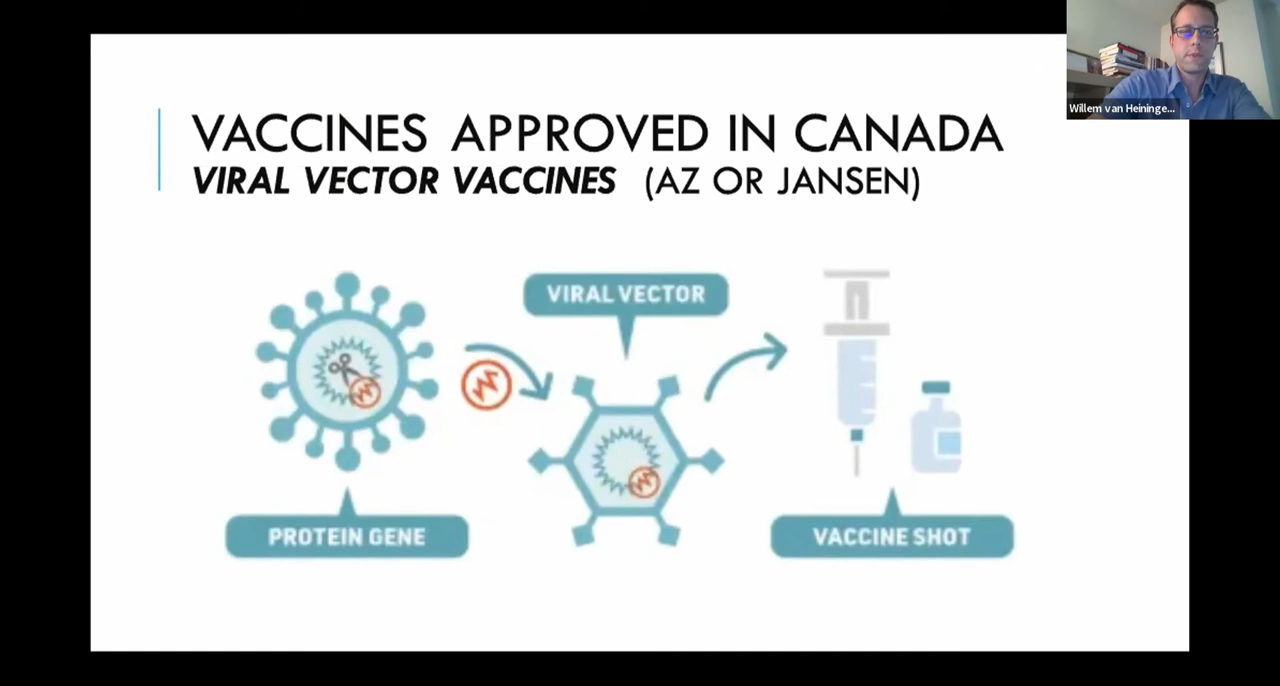 VACCINES APPROVED IN CANADA
VIRAL VECTOR VACCINES (AZ OR JANSEN)
VIRAL VECTOR
PROTEIN GENE
VACCINE SHOT
Willem van Heininge...